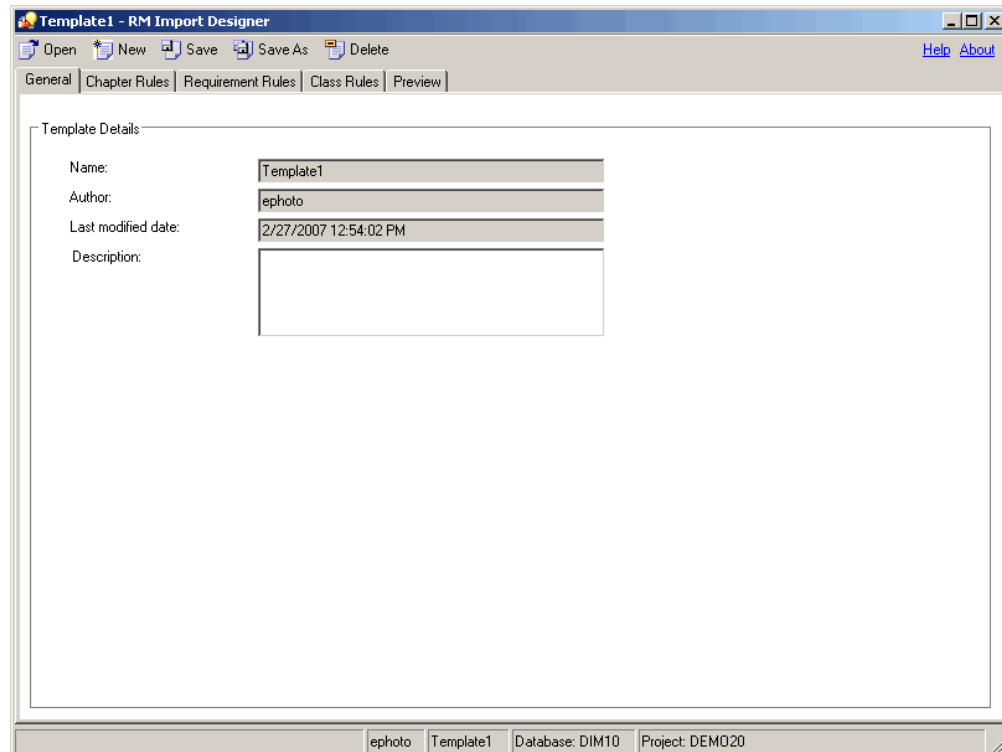 Template1 - RM Import Designer
Open New Save Save As Delete Help About
General Chapter Rules Requirement Rules Class Rules Preview
Template Details
Name: Template1
Author: ephoto
Last modified date: 2/27/2007 12:54:02 PM
Description:
ephoto Template1 Database: DIM10 Project: DEMO20